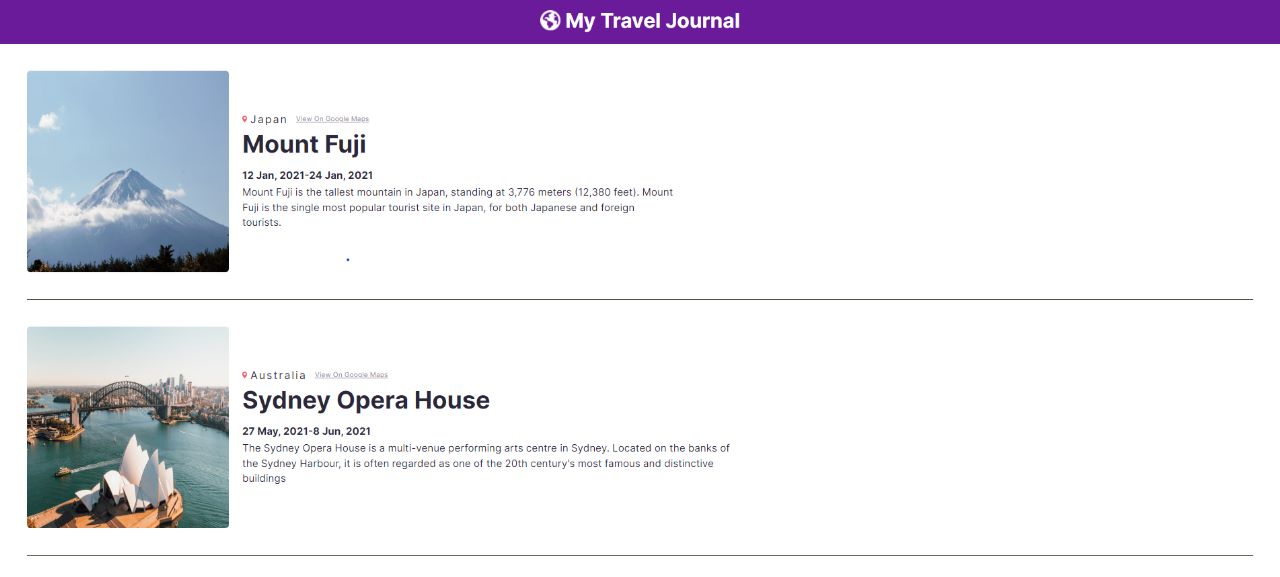 My Travel Journal
Japan View On Google Maps
Mount Fuji
12 Jan, 2021-24 Jan, 2021
Mount Fuji is the tallest mountain in Japan, standing at 3,776 meters (12,380 feet). Mount
Fuji is the single most popular tourist site in Japan, for both Japanese and foreign
tourists.
Australia View On Google Maps
Sydney Opera House
27 May, 2021-8 Jun, 2021
The Sydney Opera House is a multi-venue performing arts centre in Sydney. Located on the banks of
the Sydney Harbour, it is often regarded as one of the 20th century's most famous and distinctive
buildings